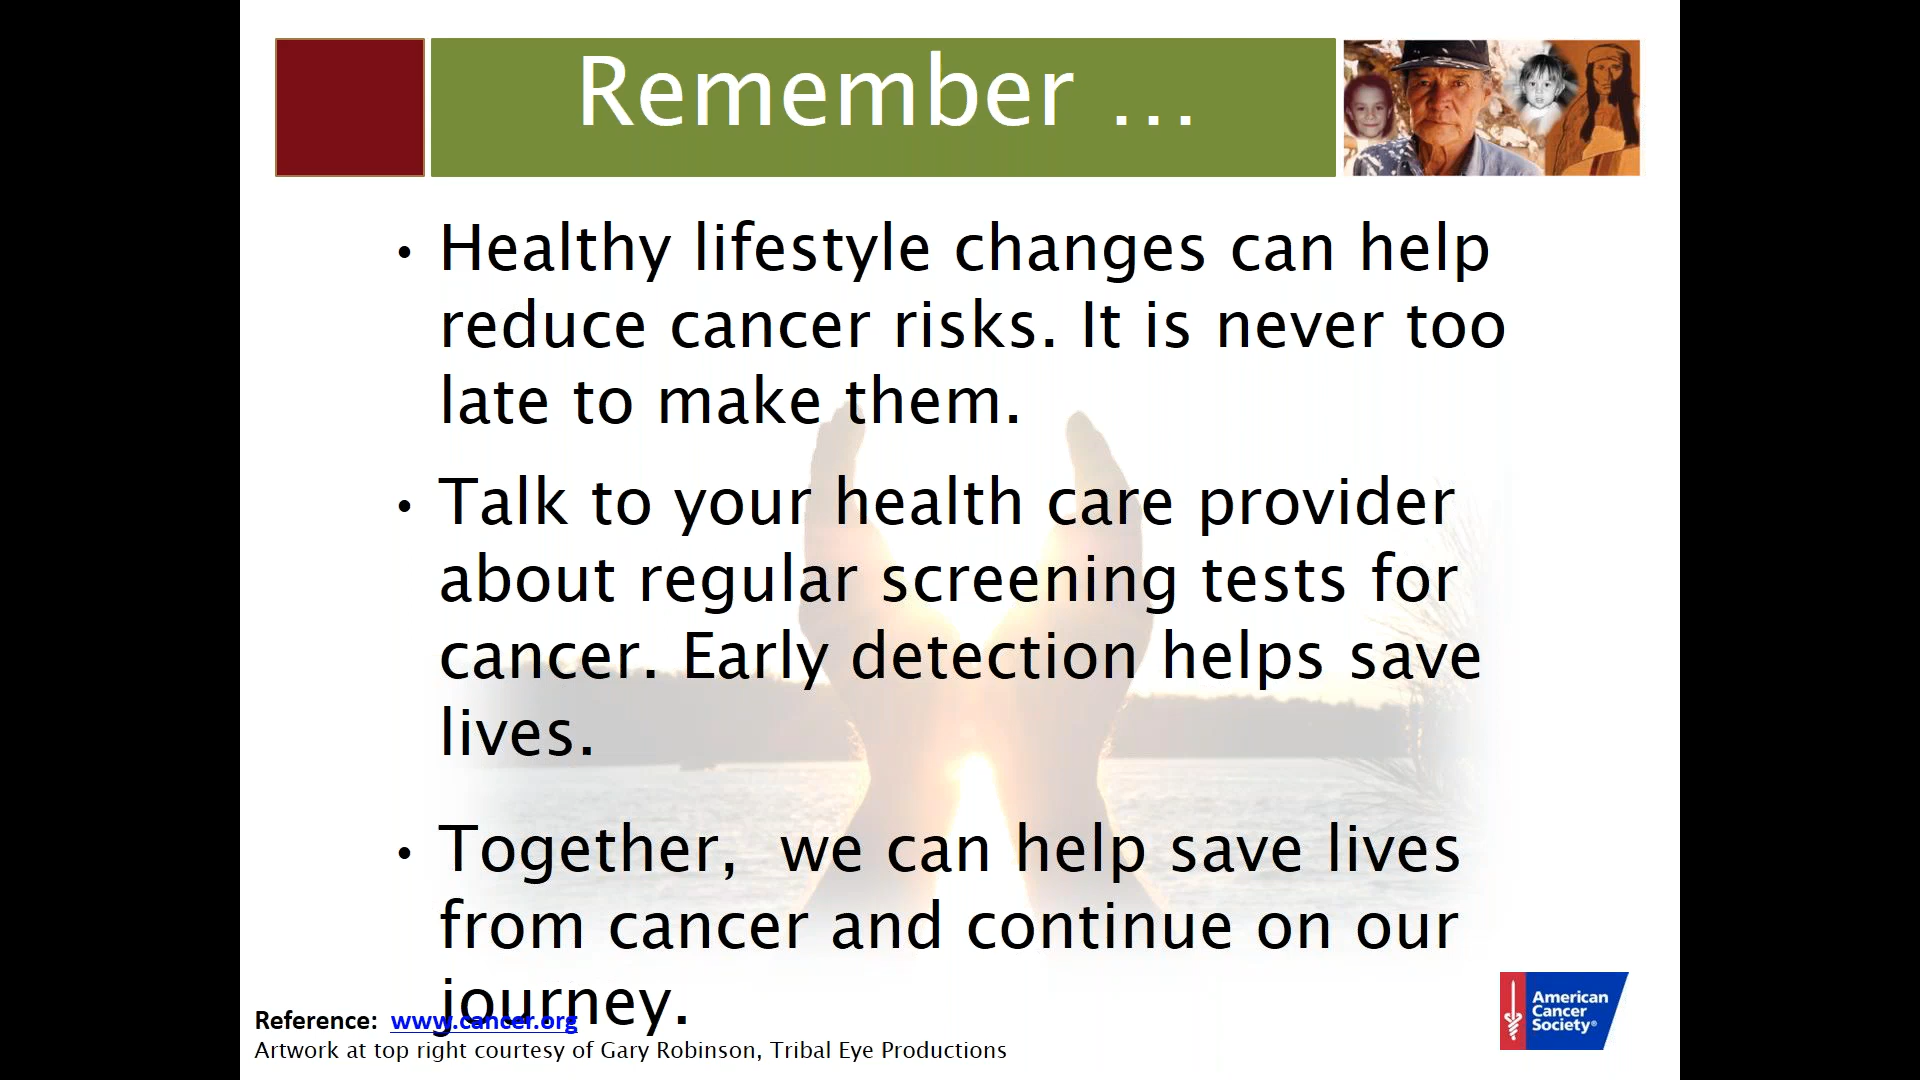 Remember ...
• Healthy lifestyle changes can help
reduce cancer risks. It is never too
late to make them.
• Talk to your health care provider
about regular screening tests for
cancer. Early detection helps save
lives.
• Together,  we can help save lives
from cancer and continue on our
journey.
Reference:  www.cancer.org
Artwork at top right courtesy of Gary Robinson, Tribal Eye Productions
American
Cancer
Society®